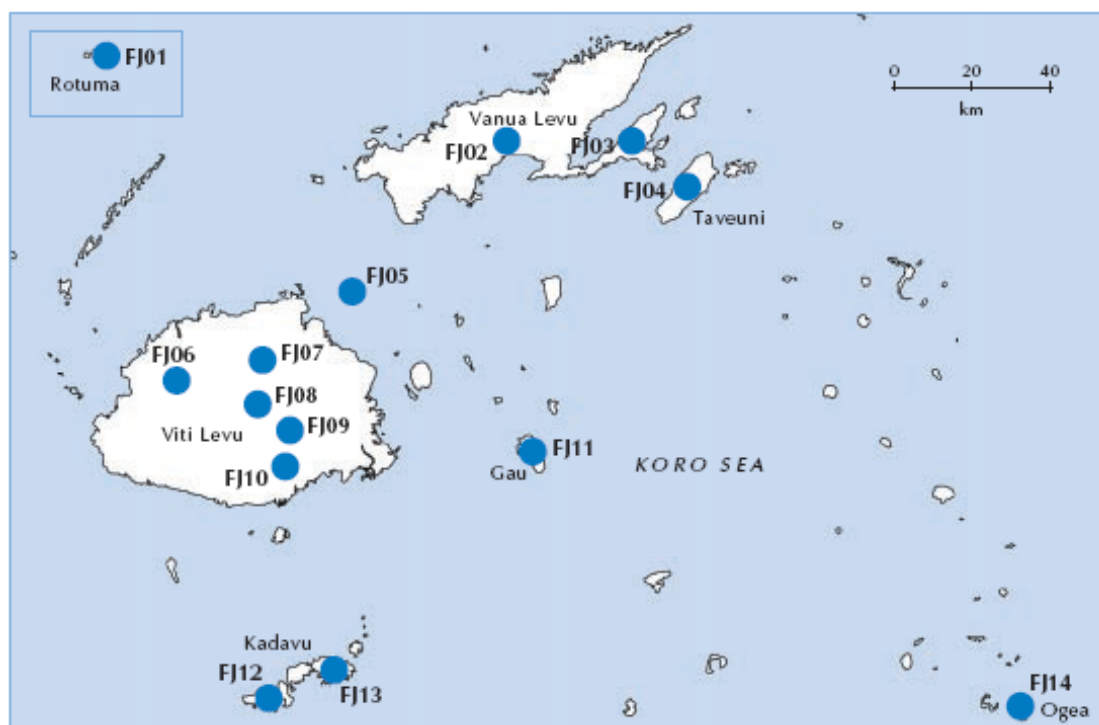 FJ01
Rotuma
0 20 40
km
Vanua Levu
FJ02
FJ03
FJ04
Taveuni
FJ05
FJ06
FJ07
FJ08
Viti Levu
FJ09
FJ10
FJ11
Gau
KORO SEA
Kadavu
FJ12
FJ13
FJ14
Ogea